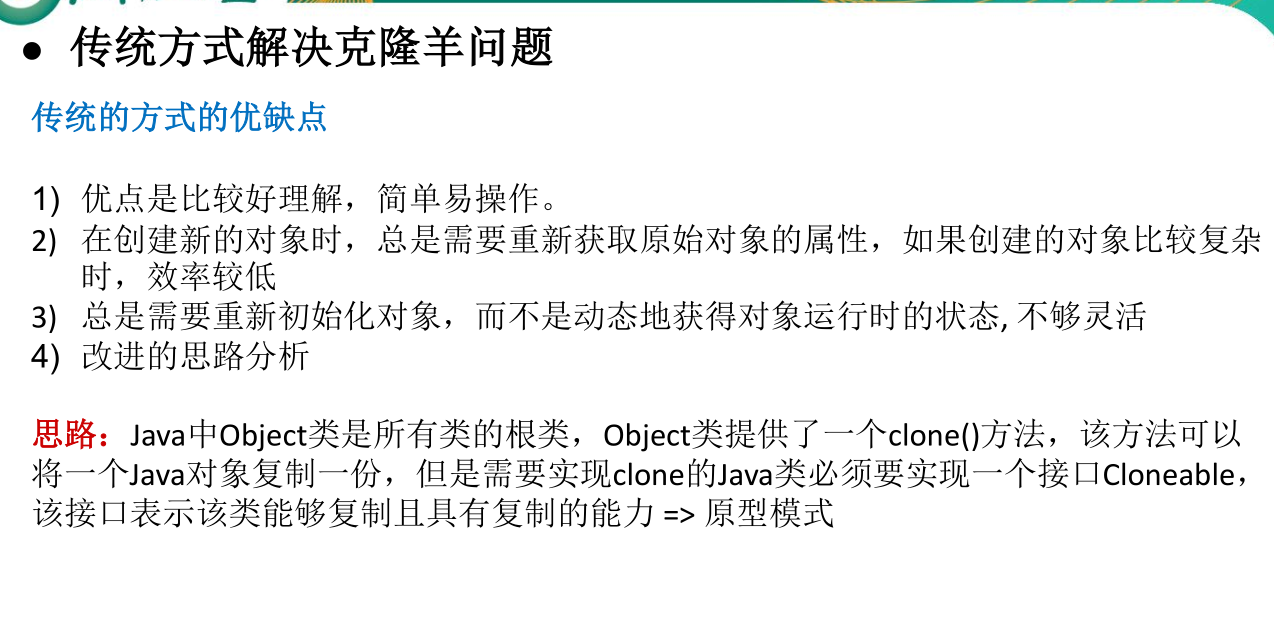 ● 传统方式解决克隆羊问题
传统的方式的优缺点
1) 优点是比较好理解，简单易操作。
2) 在创建新的对象时，总是需要重新获取原始对象的属性，如果创建的对象比较复杂
时，效率较低
3) 总是需要重新初始化对象，而不是动态地获得对象运行时的状态, 不够灵活
4) 改进的思路分析
思路：Java中Object类是所有类的根类，Object类提供了一个clone()方法，该方法可以
将一个Java对象复制一份，但是需要实现clone的Java类必须要实现一个接口Cloneable，
该接口表示该类能够复制且具有复制的能力 => 原型模式